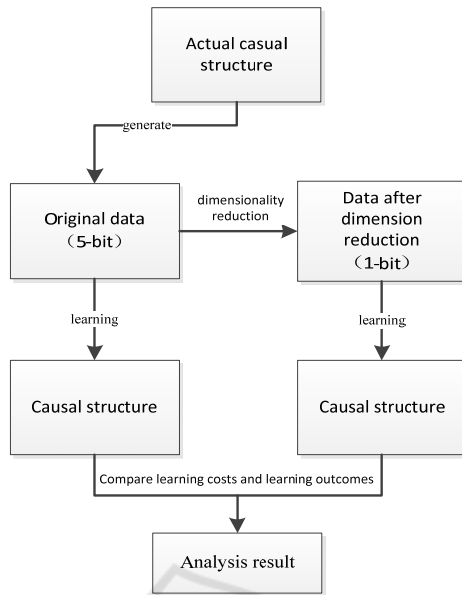 Actual casual
structure
generate
Original data
（5-bit）
dimensionality
reduction
Data after
dimension
reduction
（1-bit）
learning
learning
Causal structure
Causal structure
Compare learning costs and learning outcomes
Analysis result